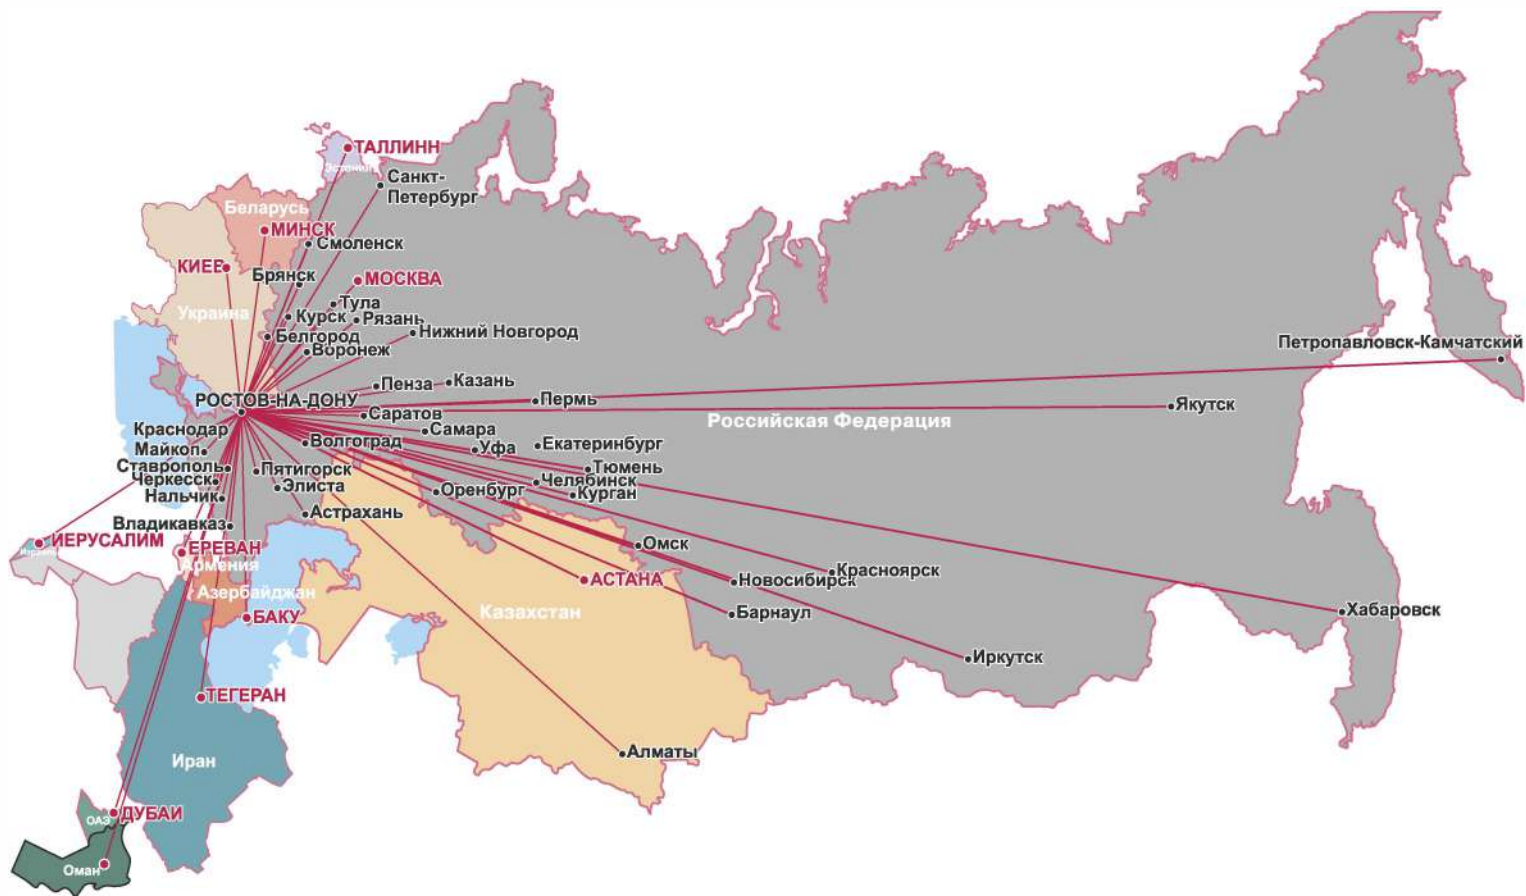 ТАЛЛИНН
Эстония
Санкт-
Петербург
Беларусь
МИНСК
Смоленск
КИЕВ
Брянск
МОСКВА
Украина
Тула
Курск
Рязань
Белгород
Нижний Новгород
Воронеж
Петропавловск-Камчатский
Пенза
Казань
РОСТОВ-НА-ДОНУ
Пермь
Якутск
Саратов
Российская Федерация
Краснодар
Самара
Волгоград
Екатеринбург
Майкоп
Уфа
Ставрополь
Пятигорск
Тюмень
Черкесск
Челябинск
Элиста
Нальчик
Оренбург
Курган
Астрахань
Владикавказ
ИЕРУСАЛИМ
Израиль
ЕРЕВАН
Омск
Армения
Красноярск
АСТАНА
Новосибирск
Азербайджан
БАКУ
Казахстан
Барнаул
Хабаровск
Иркутск
ТЕГЕРАН
Алматы
Иран
ДУБАИ
ОАЭ
Оман